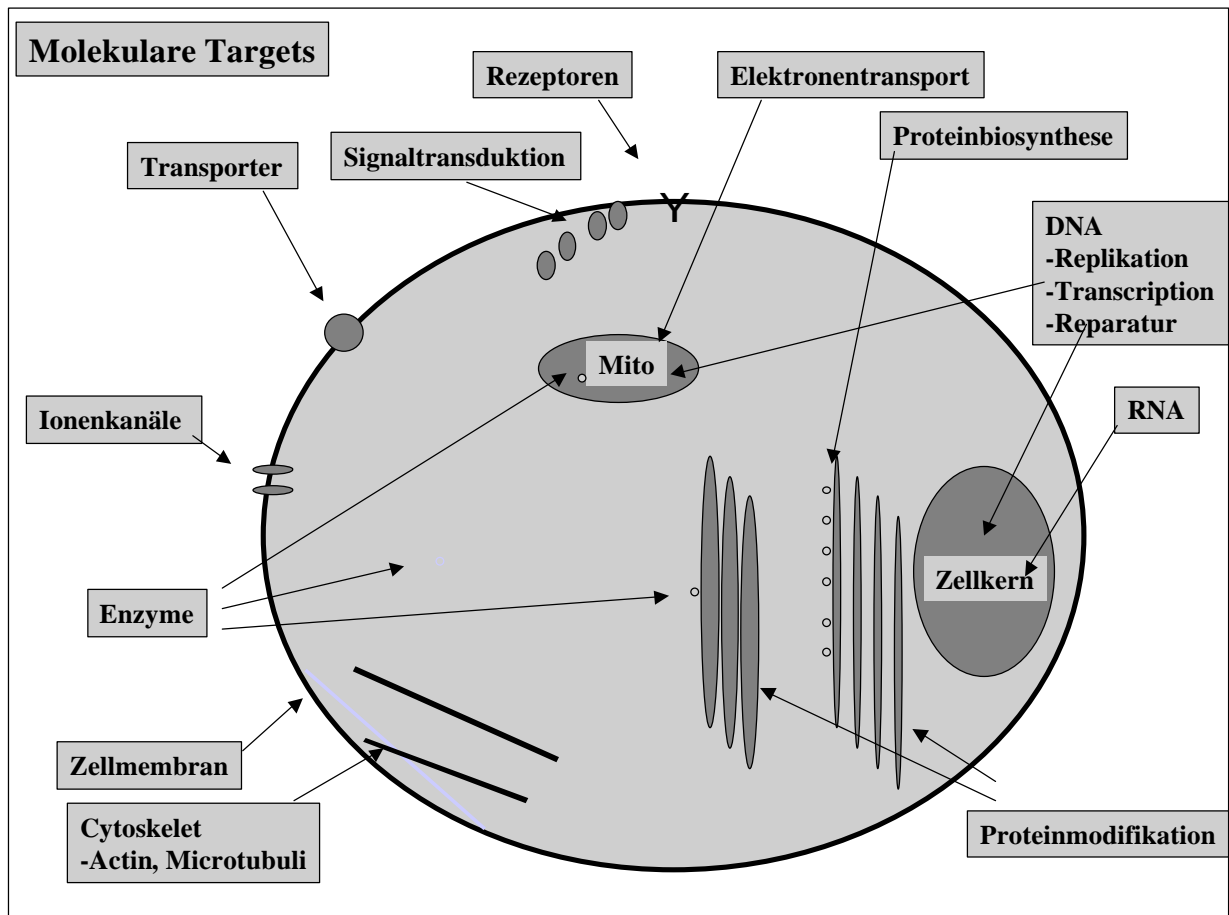 Molekulare Targets
Rezeptoren
Elektronentransport
Proteinbiosynthese
Signaltransduktion
Transporter
DNA
-Replikation
-Transcription
-Reparatur
Mito
Ionenkanäle
RNA
Zellkern
Enzyme
Zellmembran
Cytoskelet
-Actin, Microtubuli
Proteinmodifikation